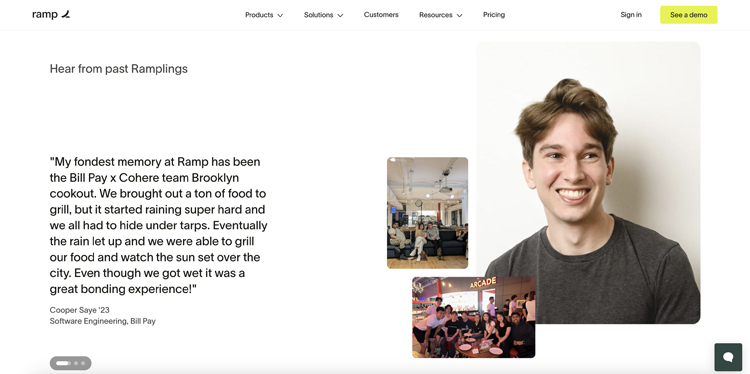 ramp
Products
Solutions
Customers
Resources
Pricing
Sign in
See a demo
Hear from past Ramplings
"My fondest memory at Ramp has been
the Bill Pay x Cohere team Brooklyn
cookout. We brought out a ton of food to
grill, but it started raining super hard and
we all had to hide under tarps. Eventually
the rain let up and we were able to grill
our food and watch the sun set over the
city. Even though we got wet it was a
great bonding experience!"
Cooper Saye '23
Software Engineering, Bill Pay
ARCADE